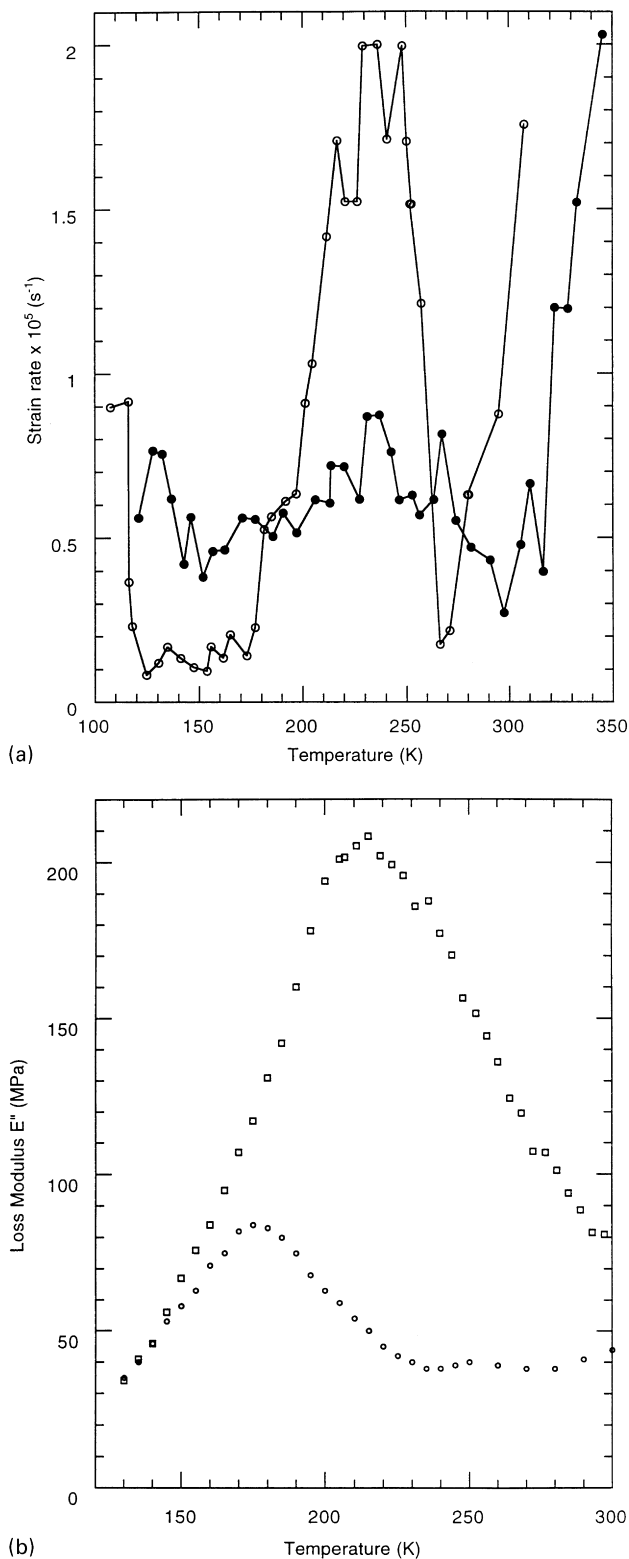 2
1.5
1
0.5
0
Strain rate x 10⁵ (s⁻¹)
100 150 200 250 300 350
Temperature (K)
(a)
200
150
100
50
0
Loss Modulus E" (MPa)
150 200 250 300
Temperature (K)
(b)